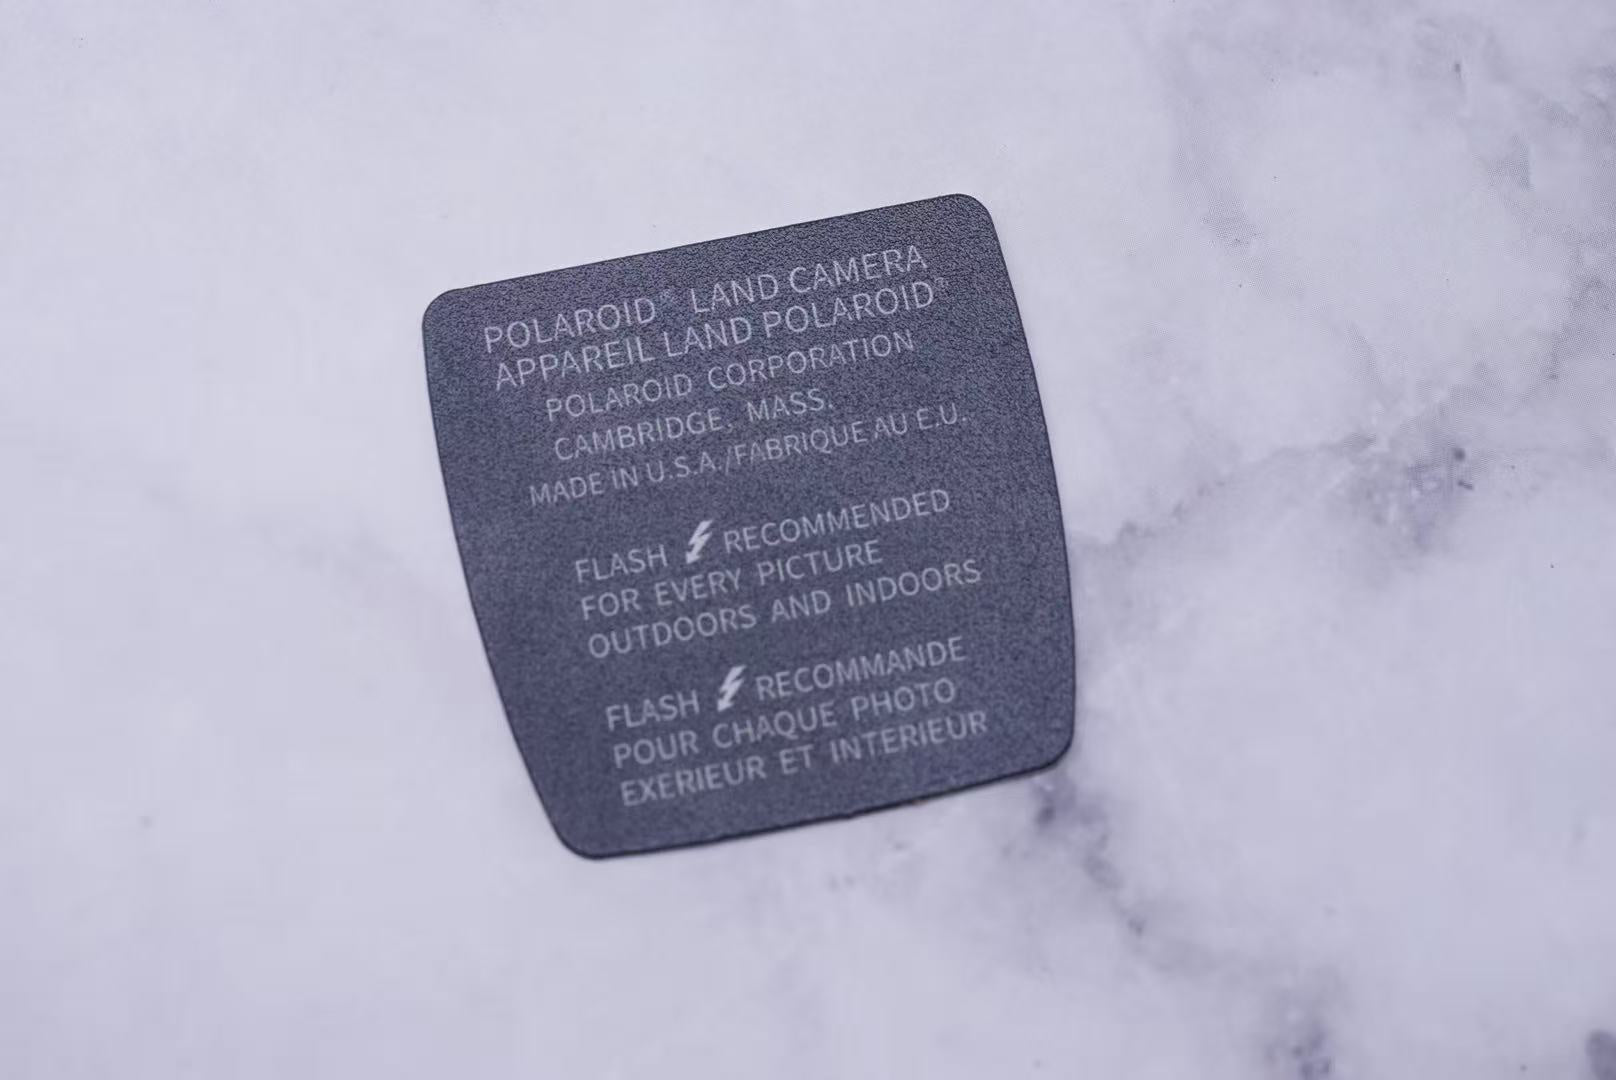 POLAROID® LAND CAMERA
APPAREIL LAND POLAROID®
POLAROID CORPORATION
CAMBRIDGE, MASS.
MADE IN U.S.A./FABRIQUE AU E.U.
FLASH RECOMMENDED
FOR EVERY PICTURE
OUTDOORS AND INDOORS
FLASH RECOMMANDE
POUR CHAQUE PHOTO
EXERIEUR ET INTERIEUR